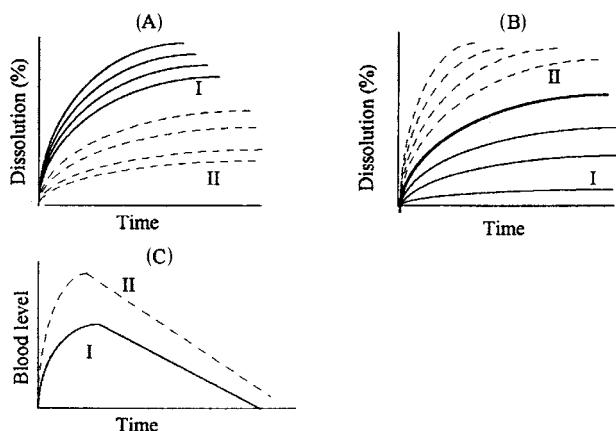 (A)
Dissolution (%)
I
II
Time
(B)
Dissolution (%)
II
I
Time
(C)
Blood level
II
I
Time